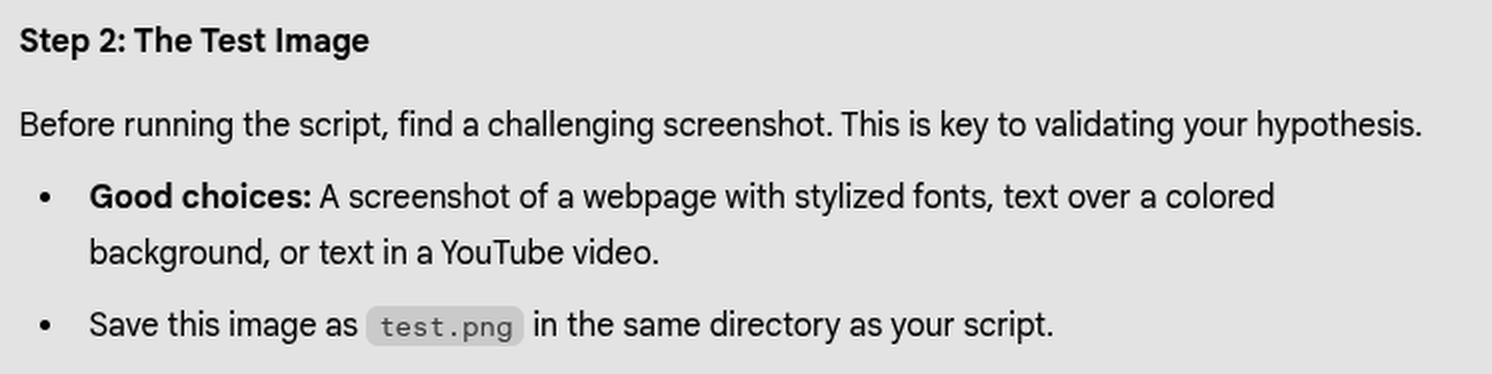 Step 2: The Test Image
Before running the script, find a challenging screenshot. This is key to validating your hypothesis.
• Good choices: A screenshot of a webpage with stylized fonts, text over a colored
background, or text in a YouTube video.
• Save this image as test.png in the same directory as your script.